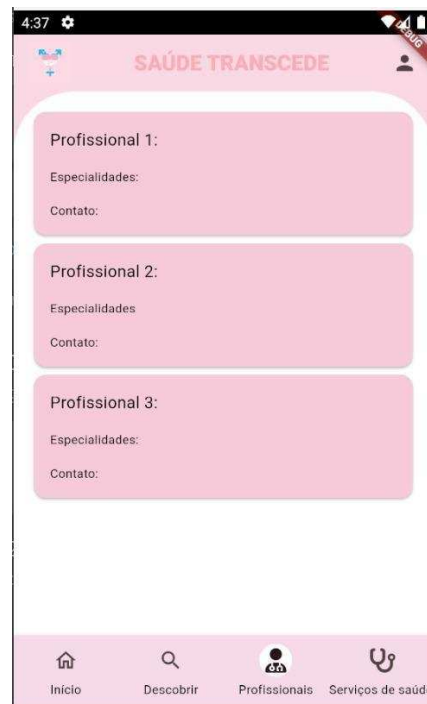 4:37
DEBUG
SAÚDE TRANSCEDE
Profissional 1:
Especialidades:
Contato:
Profissional 2:
Especialidades
Contato:
Profissional 3:
Especialidades:
Contato:
Início
Descobrir
Profissionais
Serviços de saúd